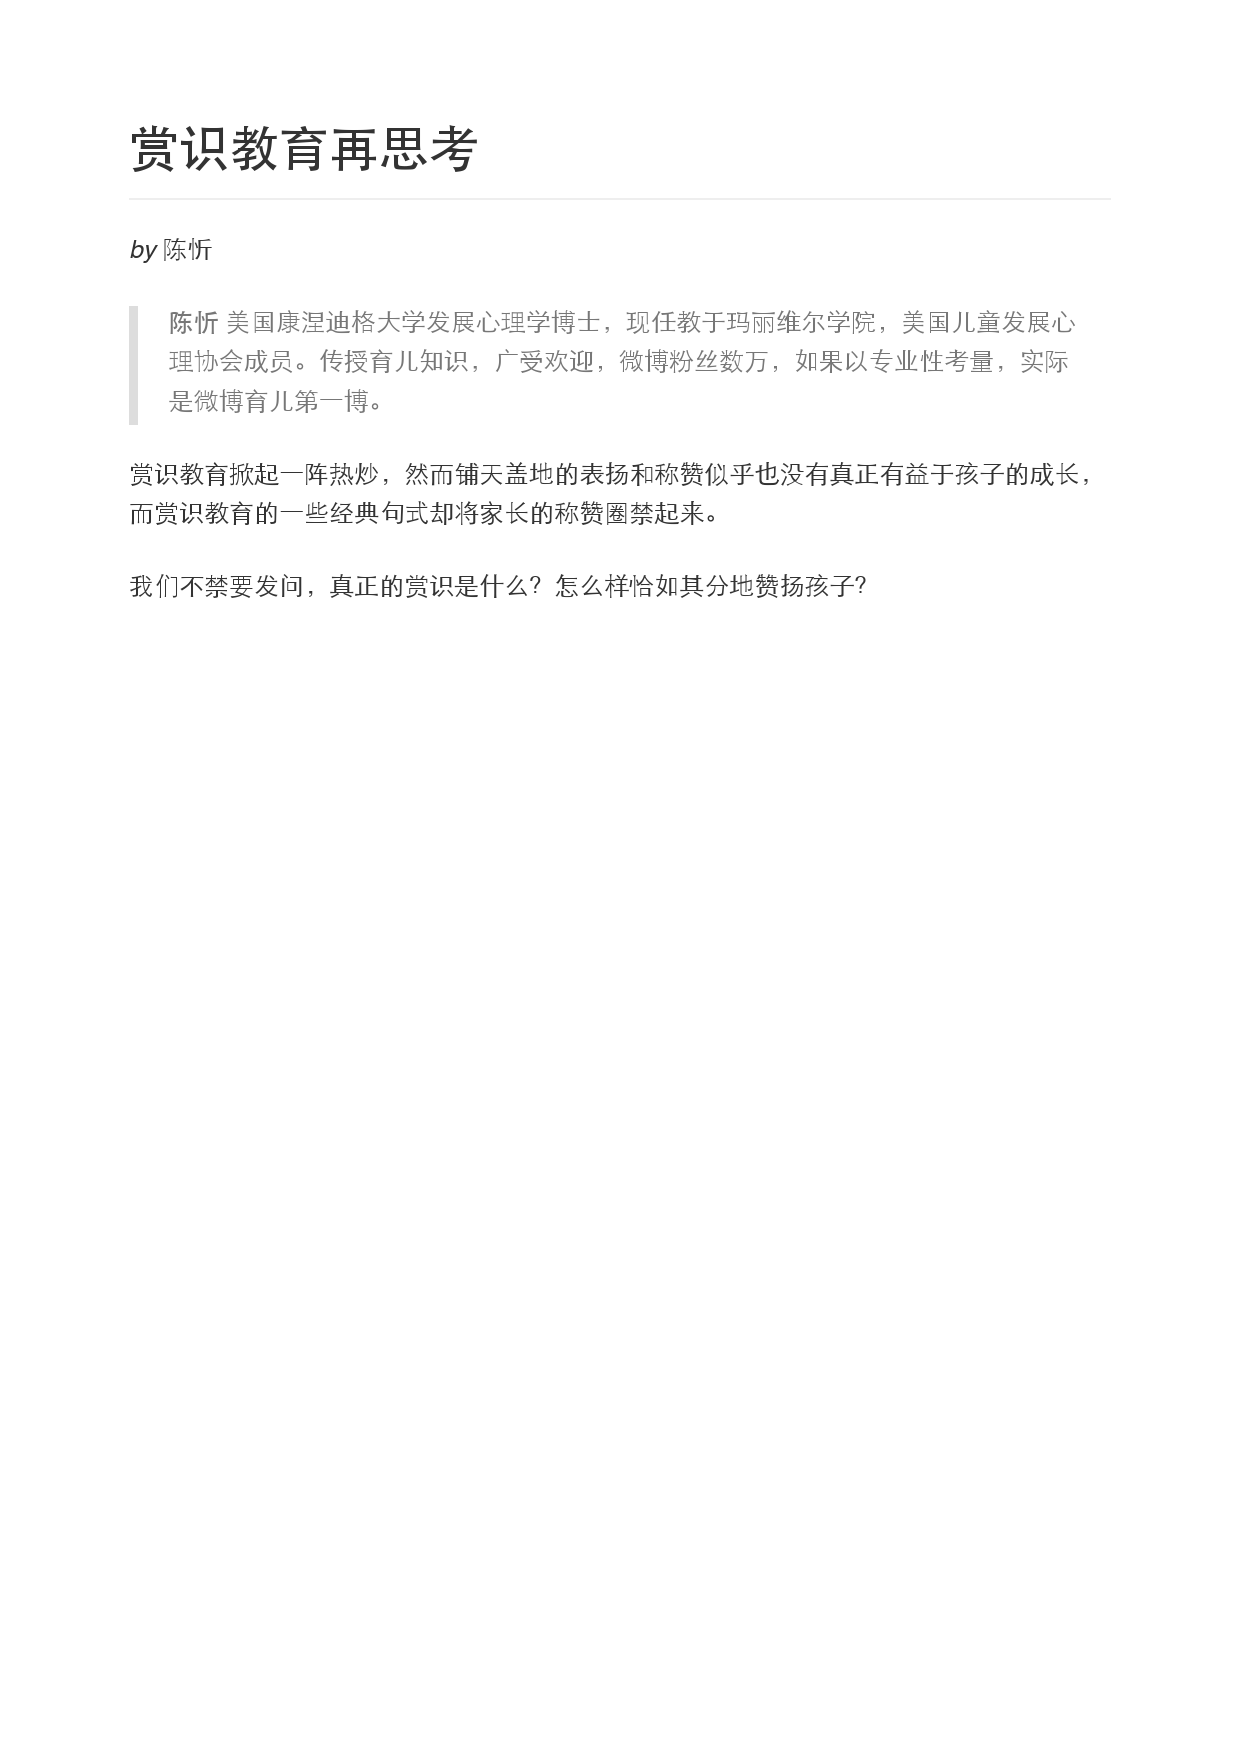 赏识教育再思考
by 陈忻
陈忻 美国康涅迪格大学发展心理学博士，现任教于玛丽维尔学院，美国儿童发展心
理协会成员。传授育儿知识，广受欢迎，微博粉丝数万，如果以专业性考量，实际
是微博育儿第一博。
赏识教育掀起一阵热炒，然而铺天盖地的表扬和称赞似乎也没有真正有益于孩子的成长，
而赏识教育的一些经典句式却将家长的称赞圈禁起来。
我们不禁要发问，真正的赏识是什么？怎么样恰如其分地赞扬孩子？